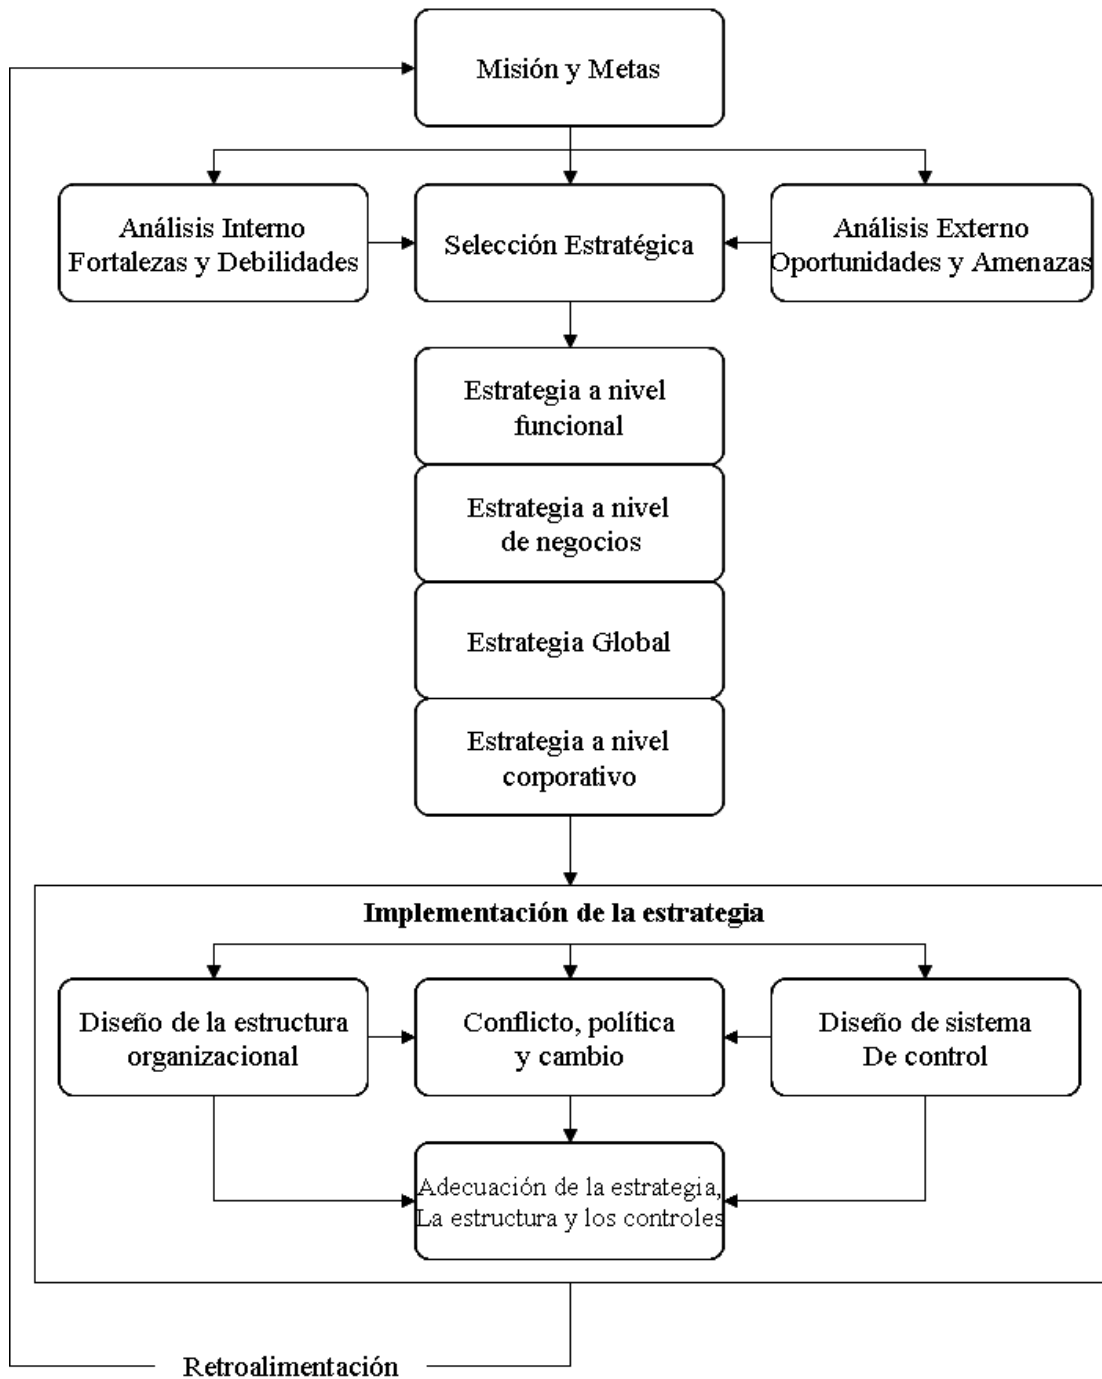 Misión y Metas
Análisis Interno
Fortalezas y Debilidades
Selección Estratégica
Análisis Externo
Oportunidades y Amenazas
Estrategia a nivel
funcional
Estrategia a nivel
de negocios
Estrategia Global
Estrategia a nivel
corporativo
Implementación de la estrategia
Diseño de la estructura
organizacional
Conflicto, política
y cambio
Diseño de sistema
De control
Adecuación de la estrategia,
La estructura y los controles
Retroalimentación